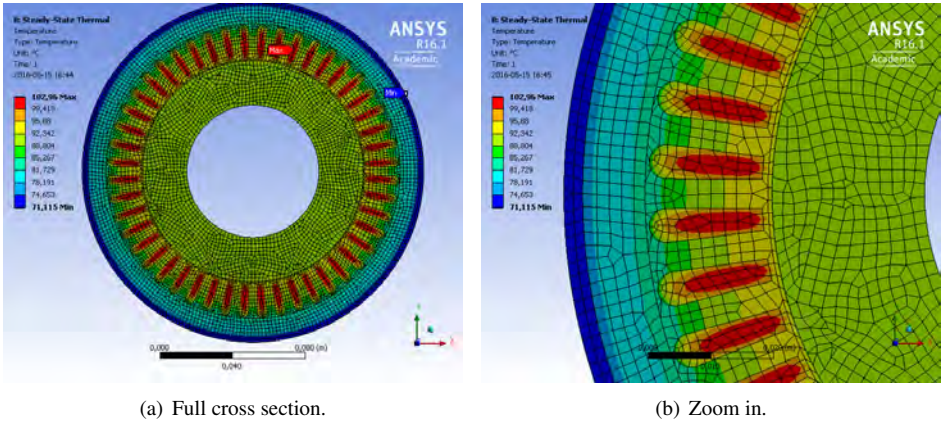 B: Steady-State Thermal
Temperature
Type: Temperature
Unit: °C
Time: 1
2016-05-15 16:44
102,96 Max
99,419
95,88
92,342
88,804
85,267
81,729
78,191
74,653
71,115 Min
Max
Min
ANSYS
R16.1
Academic
0,000
0,080 (m)
0,040
Y
X
B: Steady-State Thermal
Temperature
Type: Temperature
Unit: °C
Time: 1
2016-05-15 16:45
102,96 Max
99,419
95,88
92,342
88,804
85,267
81,729
78,191
74,653
71,115 Min
ANSYS
R16.1
Academic
0,000
X
(a) Full cross section.
(b) Zoom in.